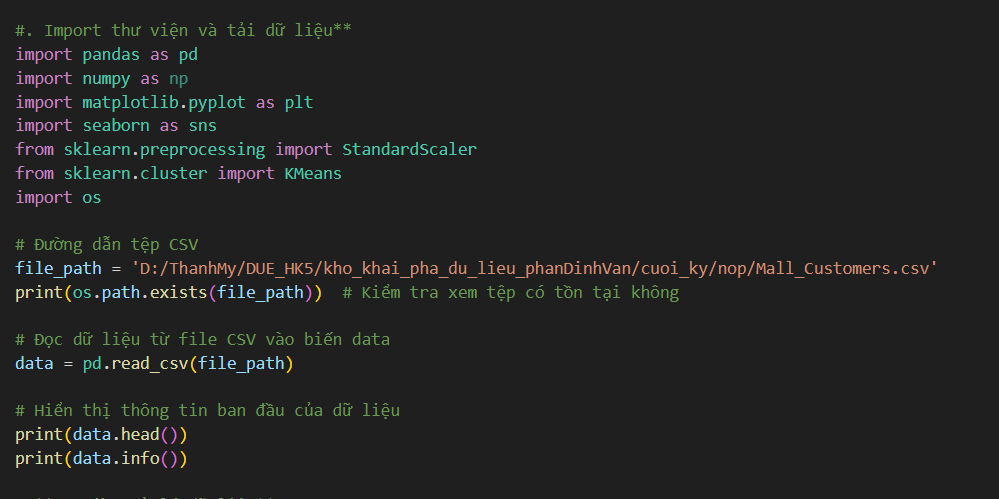 #. Import thư viện và tải dữ liệu**
import pandas as pd
import numpy as np
import matplotlib.pyplot as plt
import seaborn as sns
from sklearn.preprocessing import StandardScaler
from sklearn.cluster import KMeans
import os
# Đường dẫn tệp CSV
file_path = 'D:/ThanhMy/DUE_HK5/kho_khai_pha_du_lieu_phanDinhVan/cuoi_ky/nop/Mall_Customers.csv'
print(os.path.exists(file_path))  # Kiểm tra xem tệp có tồn tại không
# Đọc dữ liệu từ file CSV vào biến data
data = pd.read_csv(file_path)
# Hiển thị thông tin ban đầu của dữ liệu
print(data.head())
print(data.info())